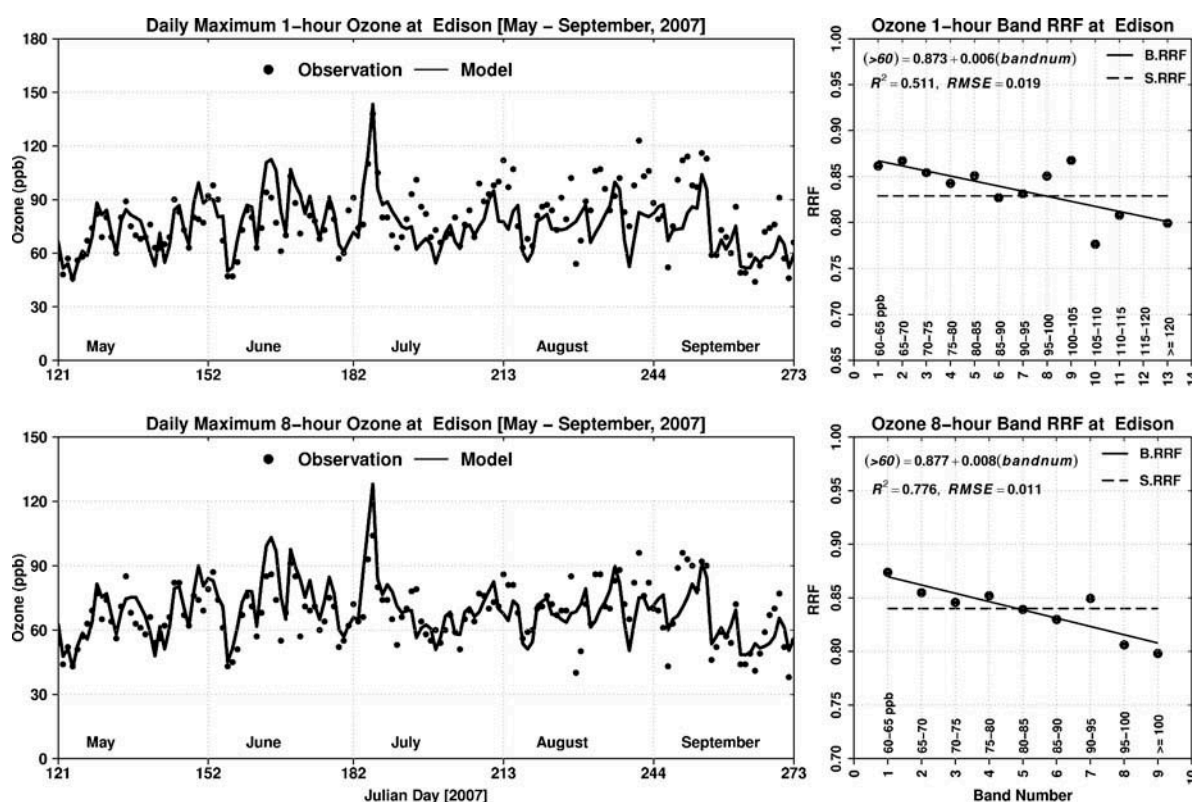 Daily Maximum 1−hour Ozone at Edison [May − September, 2007]
Observation Model
Ozone (ppb)
180
150
120
90
60
30
0
May June July August September
121 152 182 213 244 273
Ozone 1−hour Band RRF at Edison
(>60) = 0.873 + 0.006(bandnum)
R² = 0.511, RMSE = 0.019
B.RRF
S.RRF
RRF
1.00
0.95
0.90
0.85
0.80
0.75
0.70
0.65
60−65 ppb
65−70
70−75
75−80
80−85
85−90
90−95
95−100
100−105
105−110
110−115
115−120
>= 120
0 1 2 3 4 5 6 7 8 9 10 11 12 13 14
Daily Maximum 8−hour Ozone at Edison [May − September, 2007]
Observation Model
Ozone (ppb)
150
120
90
60
30
0
May June July August September
121 152 182 213 244 273
Julian Day [2007]
Ozone 8−hour Band RRF at Edison
(>60) = 0.877 + 0.008(bandnum)
R² = 0.776, RMSE = 0.011
B.RRF
S.RRF
RRF
1.00
0.95
0.90
0.85
0.80
0.75
0.70
60−65 ppb
65−70
70−75
75−80
80−85
85−90
90−95
95−100
>= 100
0 1 2 3 4 5 6 7 8 9 10
Band Number